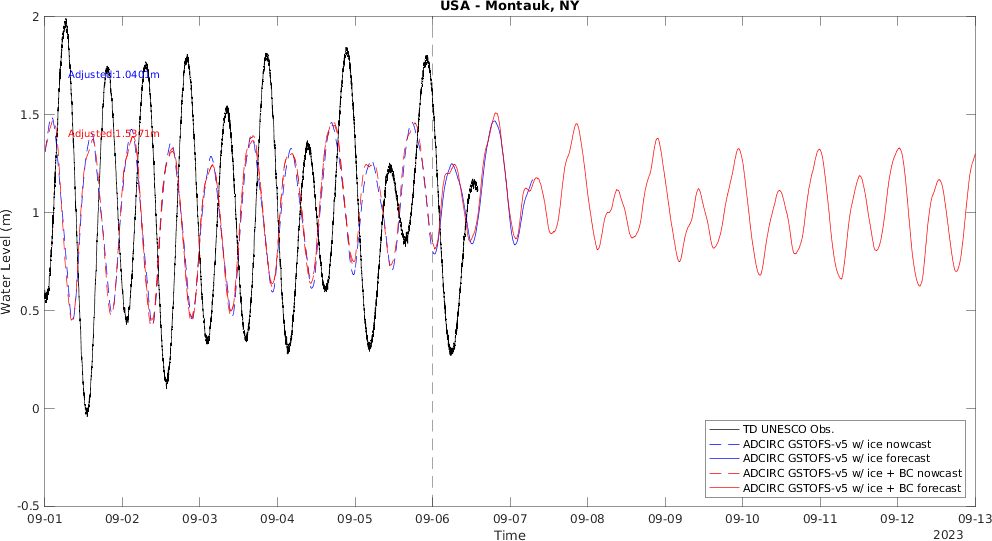 USA - Montauk, NY
Water Level (m)
2
1.5
1
0.5
0
-0.5
Adjusted:1.0401m
Adjusted:1.5371m
TD UNESCO Obs.
ADCIRC GSTOFS-v5 w/ ice nowcast
ADCIRC GSTOFS-v5 w/ ice forecast
ADCIRC GSTOFS-v5 w/ ice + BC nowcast
ADCIRC GSTOFS-v5 w/ ice + BC forecast
09-01 09-02 09-03 09-04 09-05 09-06 09-07 09-08 09-09 09-10 09-11 09-12 09-13
Time
2023